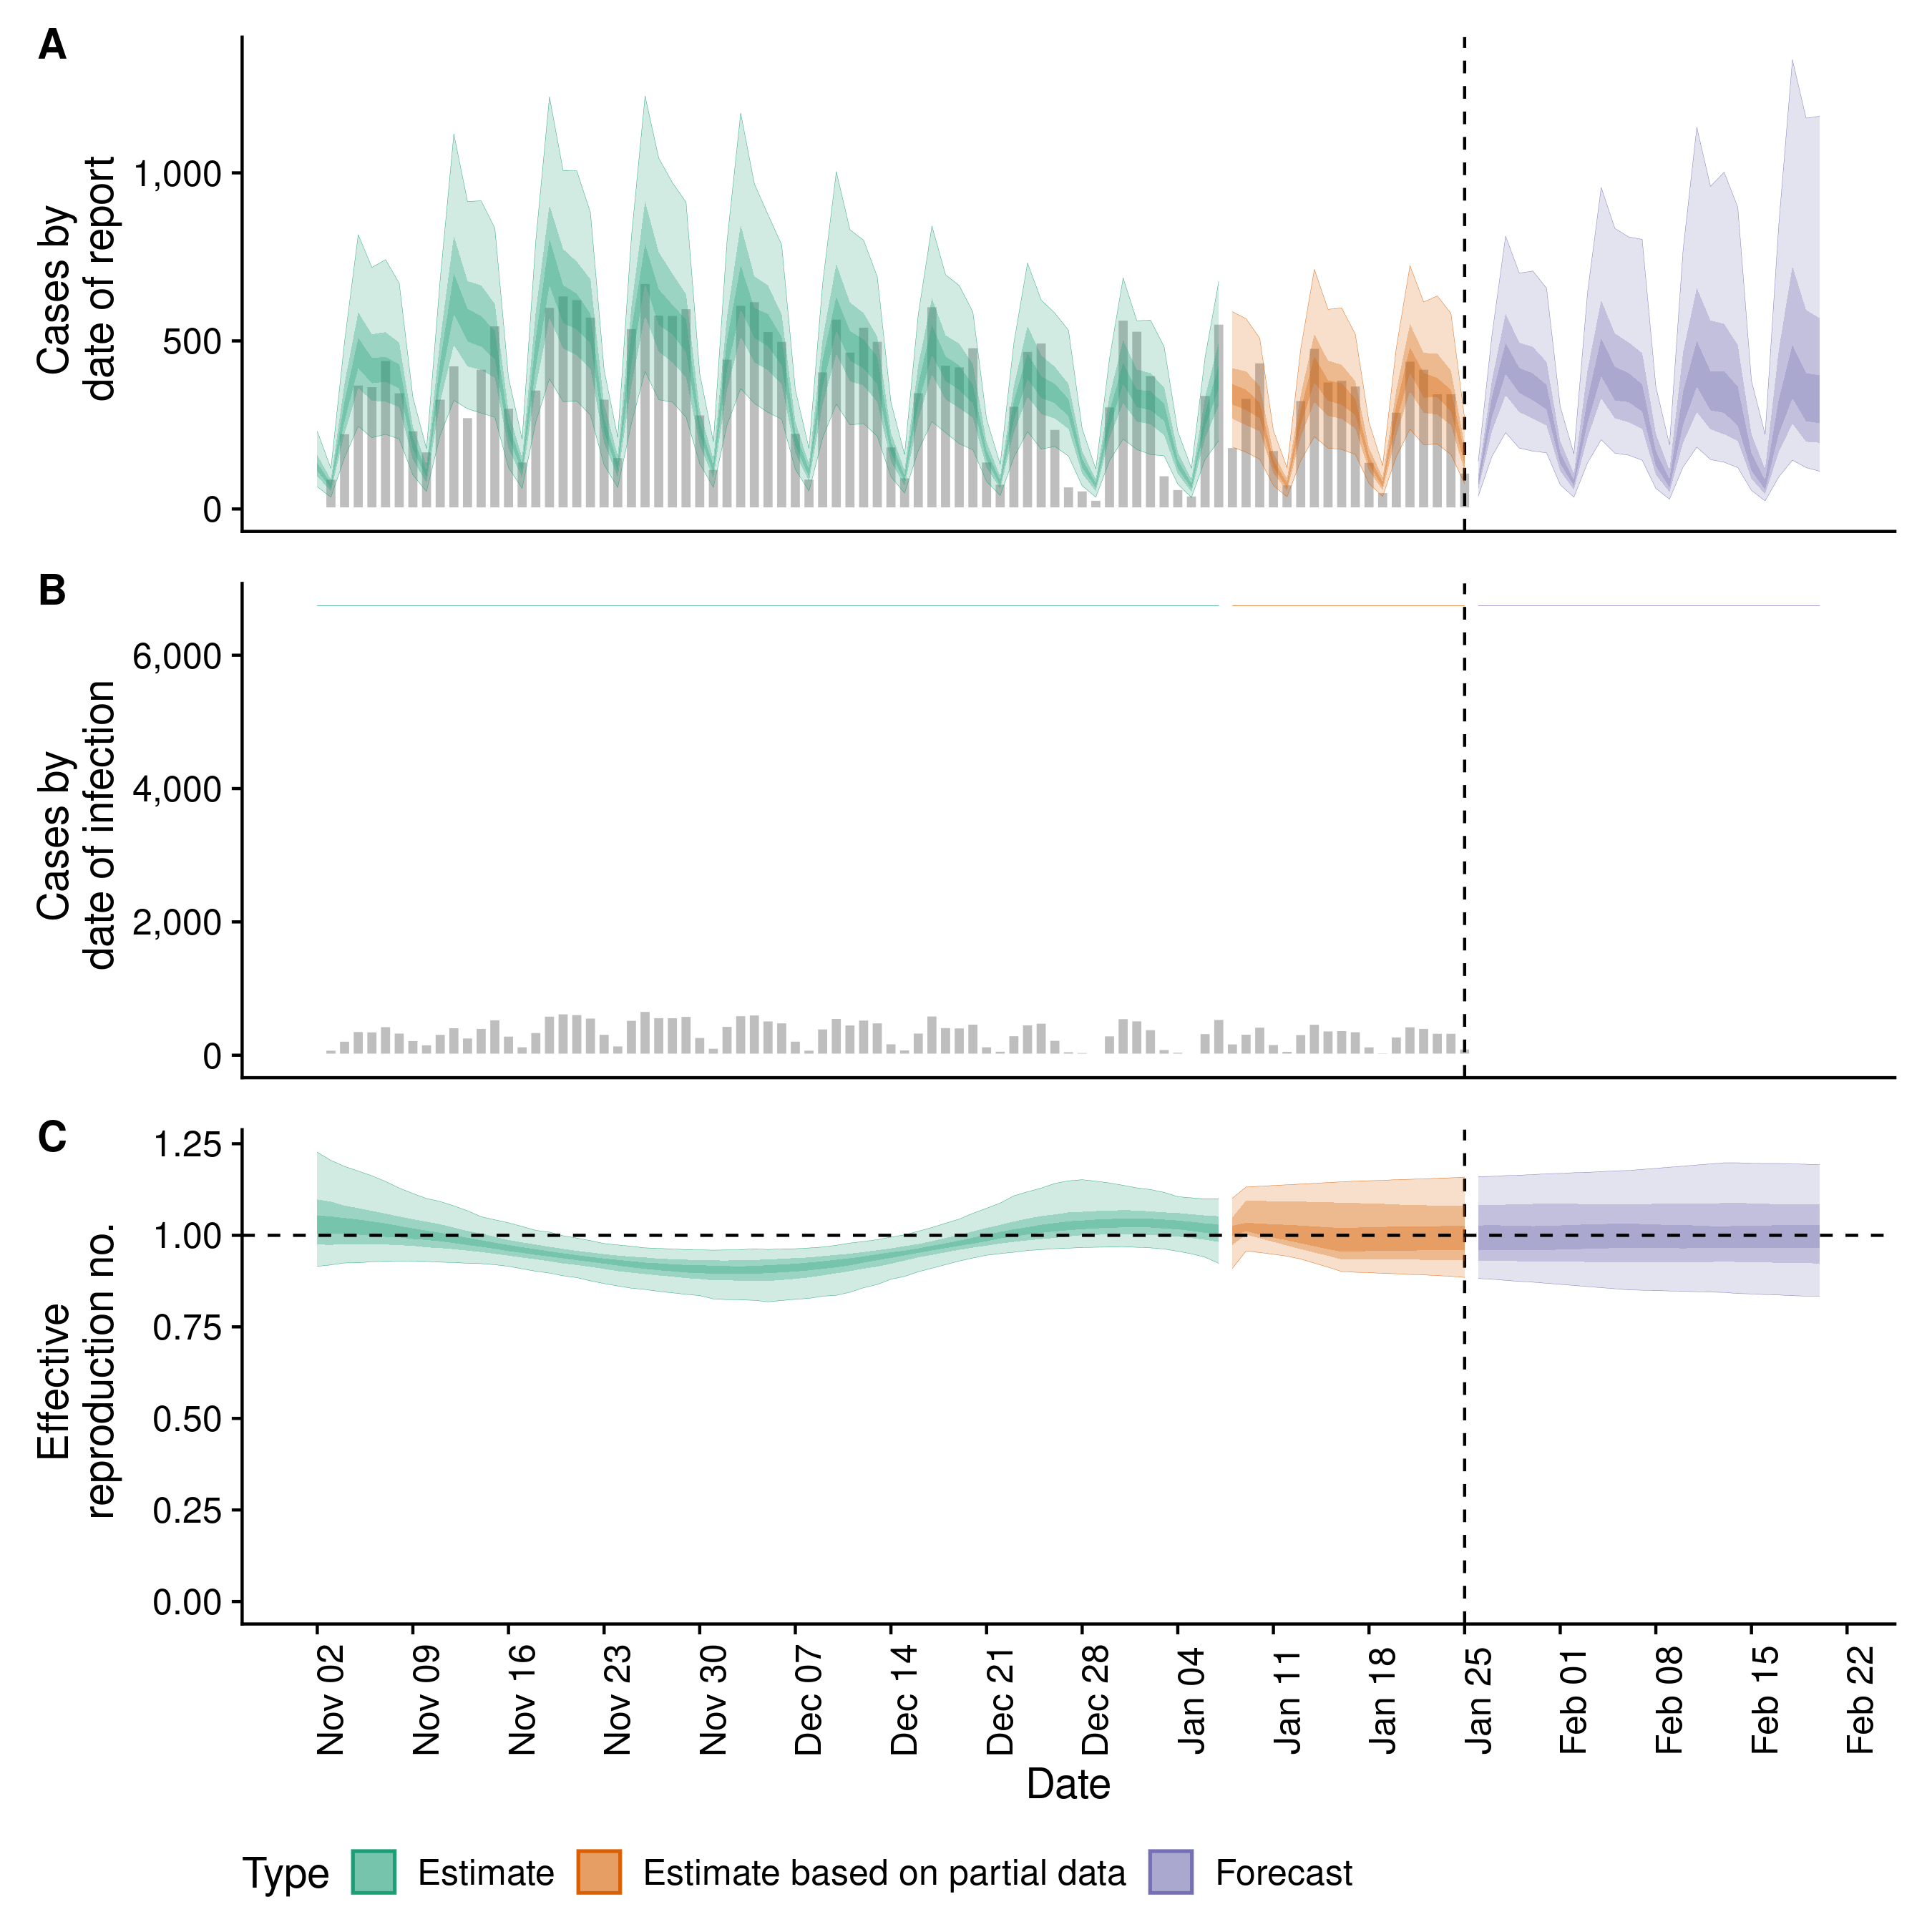 A
Cases by
date of report
1,000
500
0
B
Cases by
date of infection
6,000
4,000
2,000
0
C
Effective
reproduction no.
1.25
1.00
0.75
0.50
0.25
0.00
Nov 02
Nov 09
Nov 16
Nov 23
Nov 30
Dec 07
Dec 14
Dec 21
Dec 28
Jan 04
Jan 11
Jan 18
Jan 25
Feb 01
Feb 08
Feb 15
Feb 22
Date
Type Estimate Estimate based on partial data Forecast